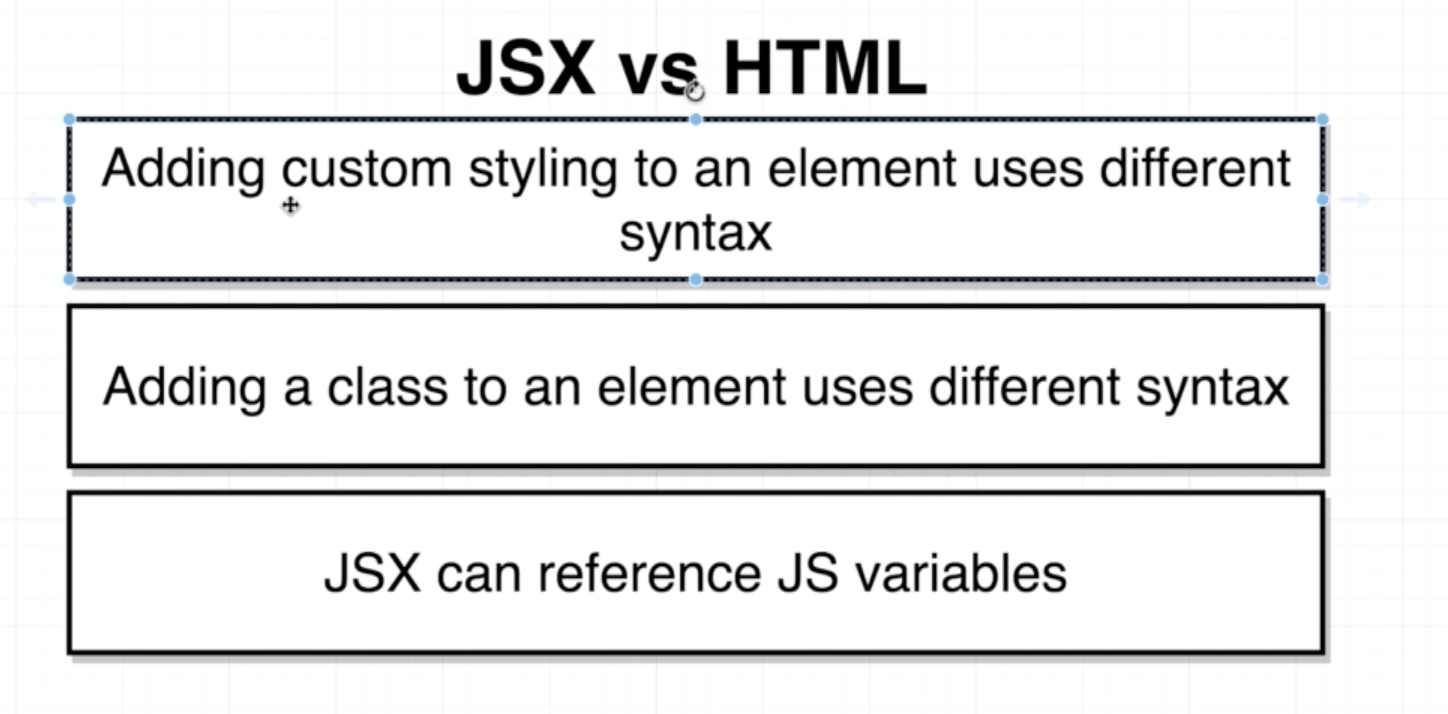 JSX vs HTML
Adding custom styling to an element uses different
syntax
Adding a class to an element uses different syntax
JSX can reference JS variables